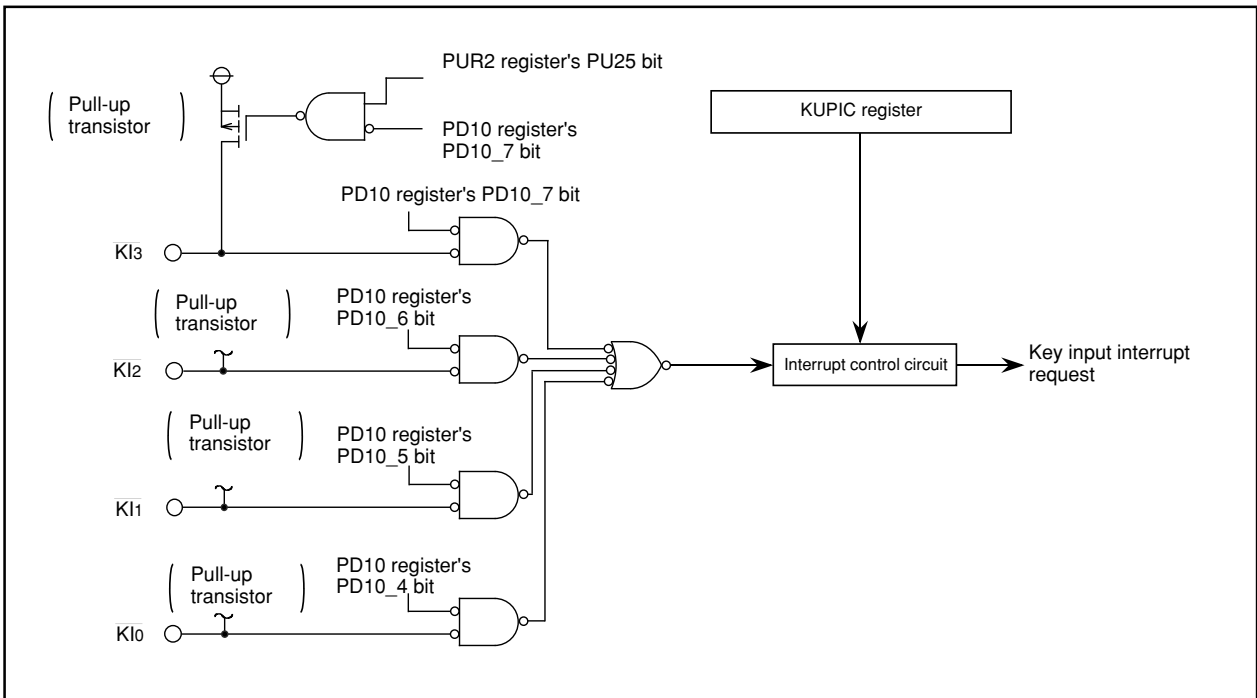 PUR2 register's PU25 bit
( Pull-up
transistor )
PD10 register's
PD10_7 bit
KUPIC register
PD10 register's PD10_7 bit
KI3
( Pull-up
transistor )
PD10 register's
PD10_6 bit
KI2
Interrupt control circuit
Key input interrupt
request
( Pull-up
transistor )
PD10 register's
PD10_5 bit
KI1
( Pull-up
transistor )
PD10 register's
PD10_4 bit
KI0